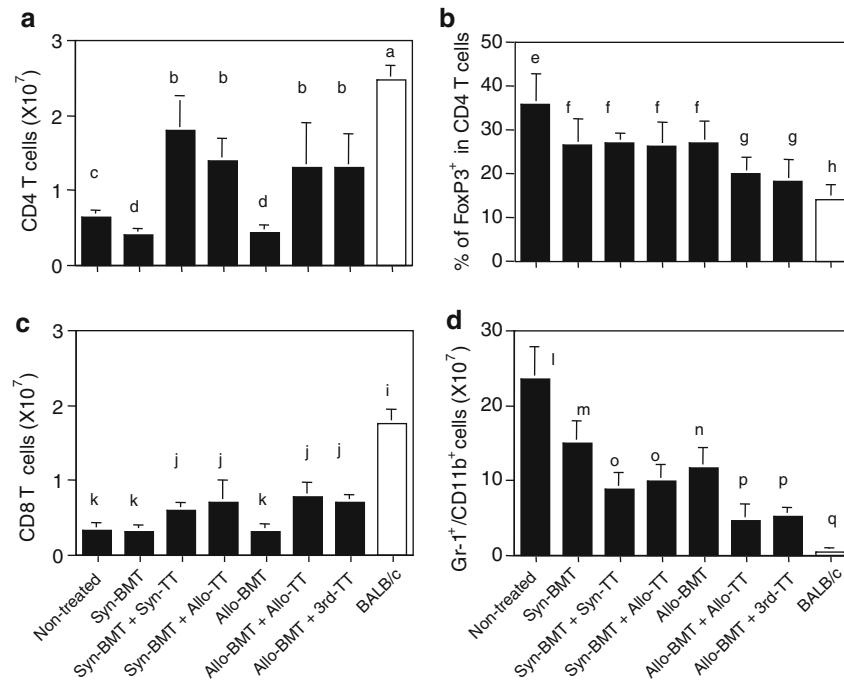 a
CD4 T cells (X10⁷)
3
2
1
0
c
d
b
b
d
b
b
a
b
% of FoxP3⁺ in CD4 T cells
50
40
30
20
10
0
e
f
f
f
f
g
g
h
c
CD8 T cells (X10⁷)
3
2
1
0
k
k
j
j
k
j
j
i
Non-treated
Syn-BMT
Syn-BMT + Syn-TT
Syn-BMT + Allo-TT
Allo-BMT
Allo-BMT + Allo-TT
Allo-BMT + 3rd-TT
BALB/c
d
Gr-1⁺/CD11b⁺ cells (X10⁷)
30
20
10
0
l
m
o
o
n
p
p
q
Non-treated
Syn-BMT
Syn-BMT + Syn-TT
Syn-BMT + Allo-TT
Allo-BMT
Allo-BMT + Allo-TT
Allo-BMT + 3rd-TT
BALB/c